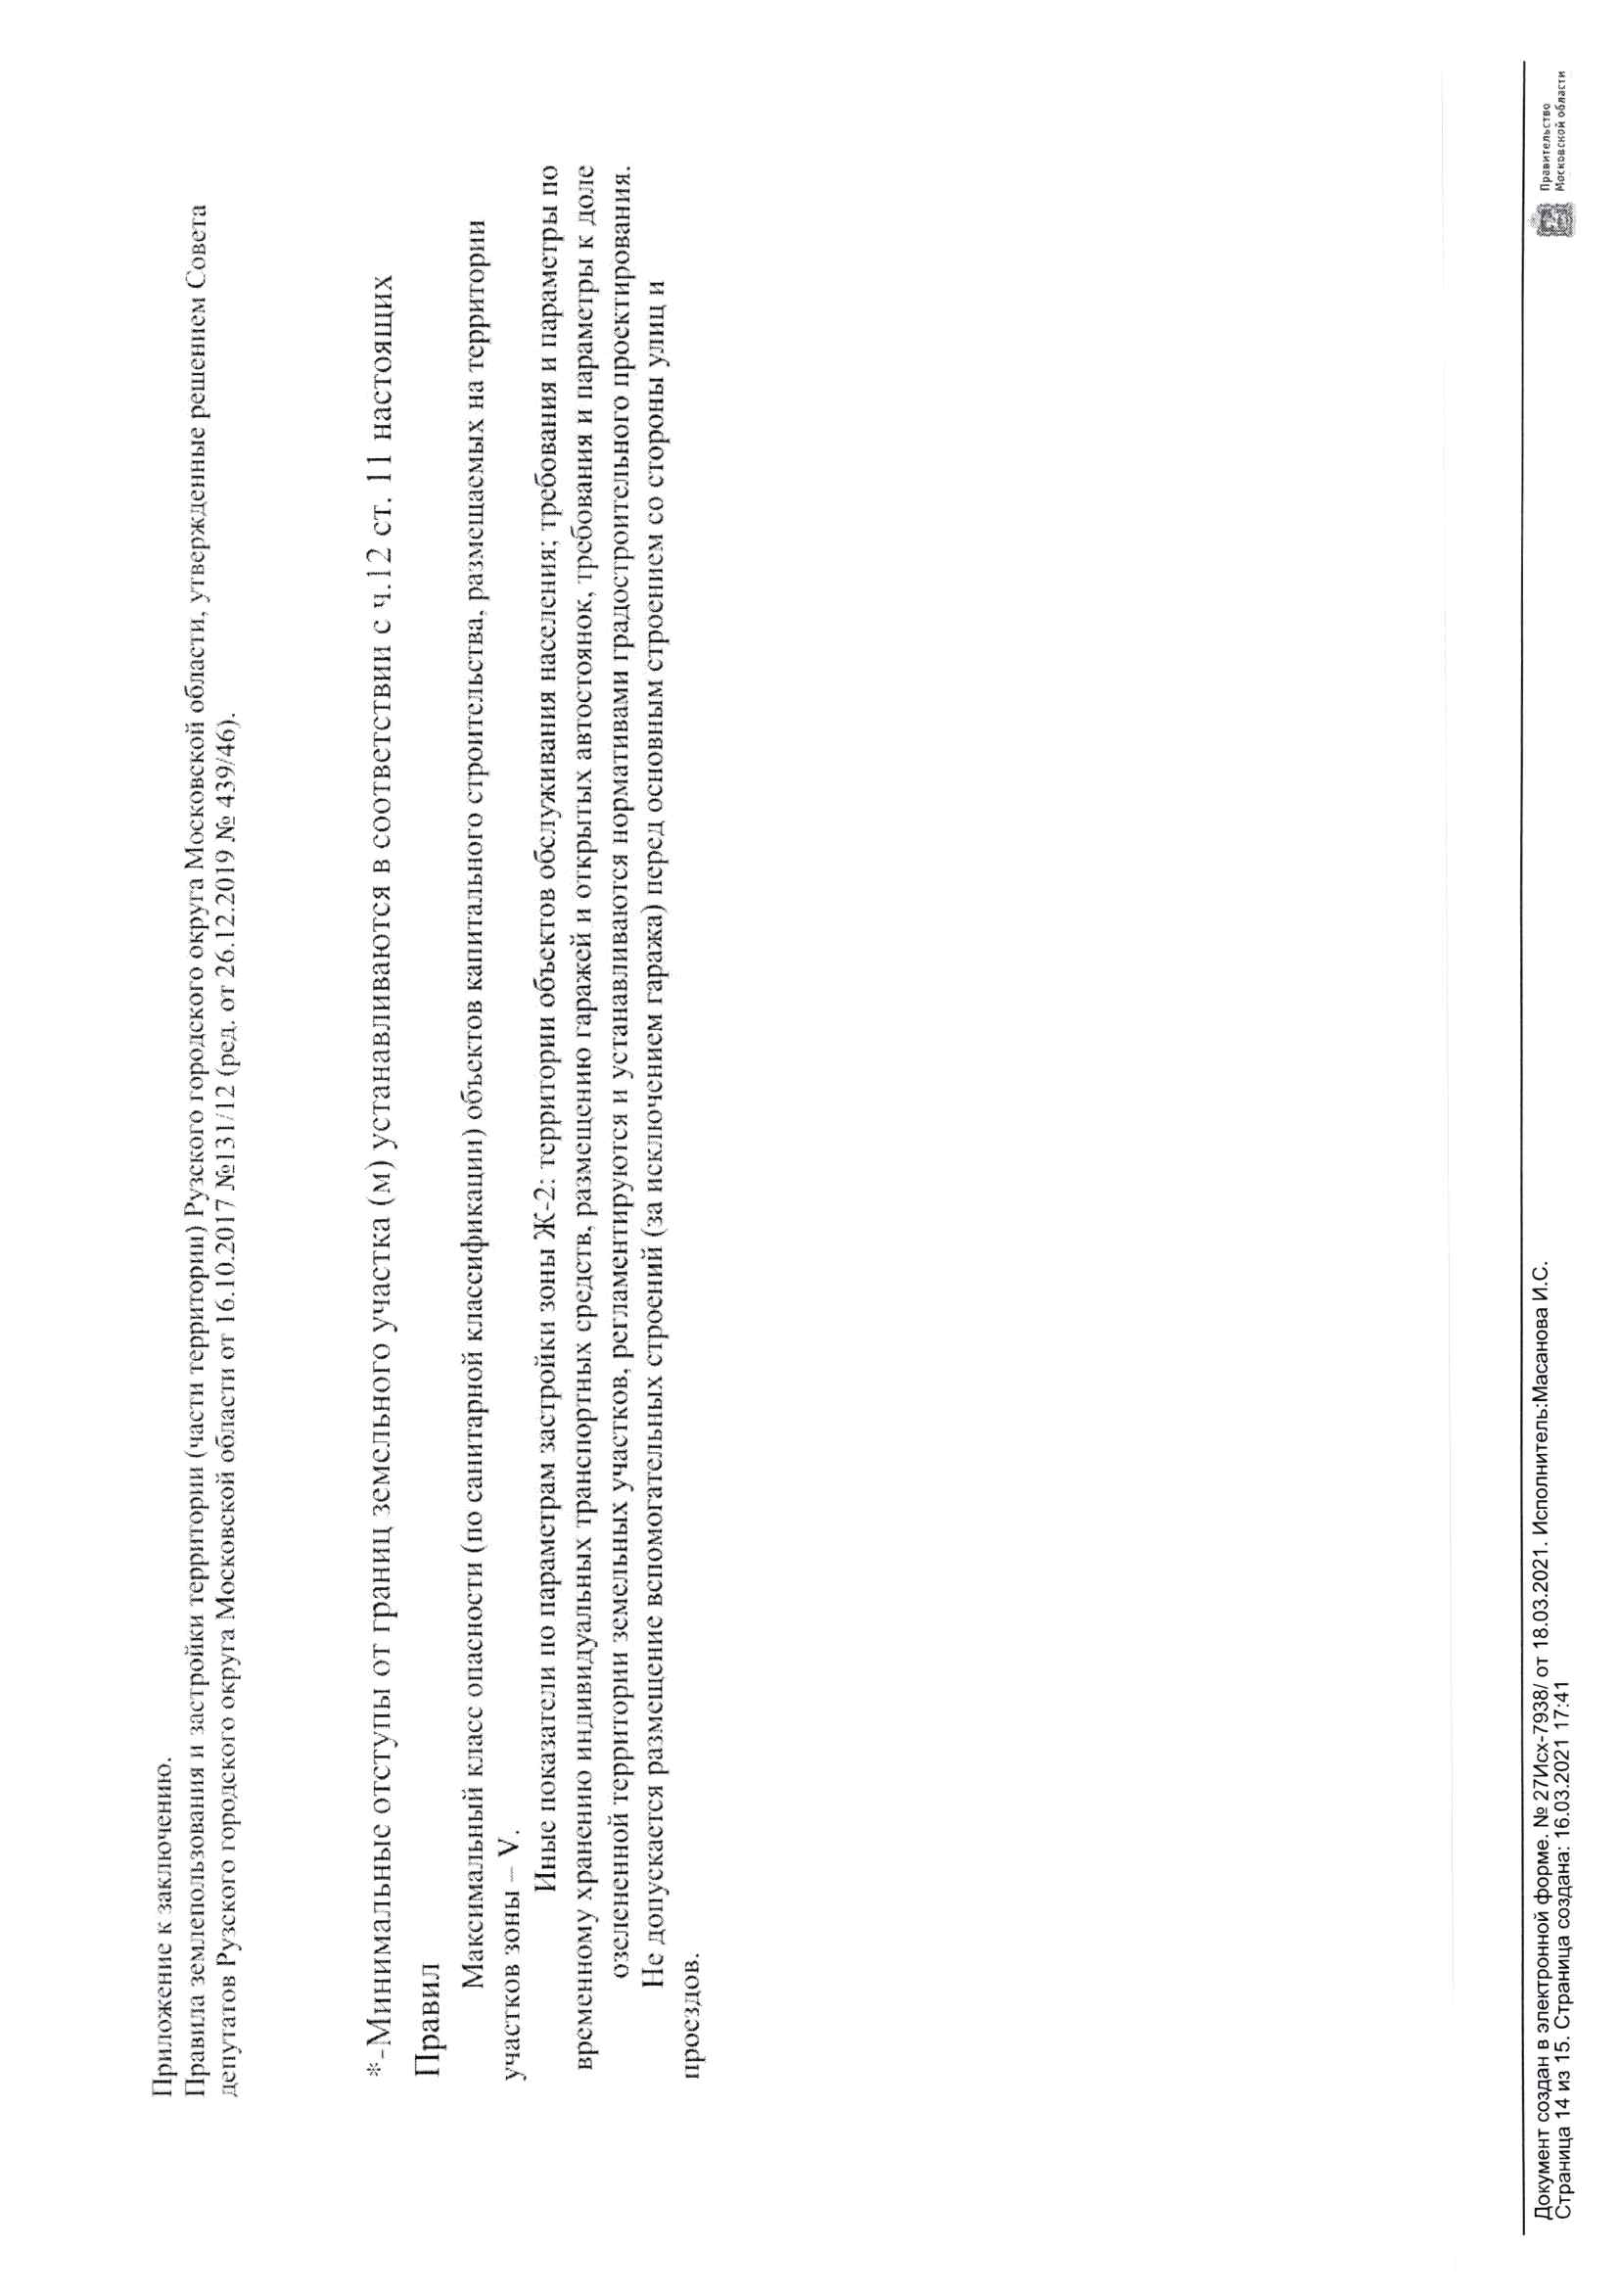 Приложение к заключению.
Правила землепользования и застройки территории (части территории) Рузского городского округа Московской области, утвержденные решением Совета
депутатов Рузского городского округа Московской области от 16.10.2017 №131/12 (ред. от 26.12.2019 № 439/46).
*-Минимальные отступы от границ земельного участка (м) устанавливаются в соответствии с ч.12 ст. 11 настоящих
Правил
Максимальный класс опасности (по санитарной классификации) объектов капитального строительства, размещаемых на территории
участков зоны – V.
Иные показатели по параметрам застройки зоны Ж-2: территории объектов обслуживания населения; требования и параметры по
временному хранению индивидуальных транспортных средств, размещению гаражей и открытых автостоянок, требования и параметры к доле
озелененной территории земельных участков, регламентируются и устанавливаются нормативами градостроительного проектирования.
Не допускается размещение вспомогательных строений (за исключением гаража) перед основным строением со стороны улиц и
проездов.
Документ создан в электронной форме. № 27Исх-7938/ от 18.03.2021. Исполнитель:Масанова И.С.
Страница 14 из 15. Страница создана: 16.03.2021 17:41
Правительство
Московской области